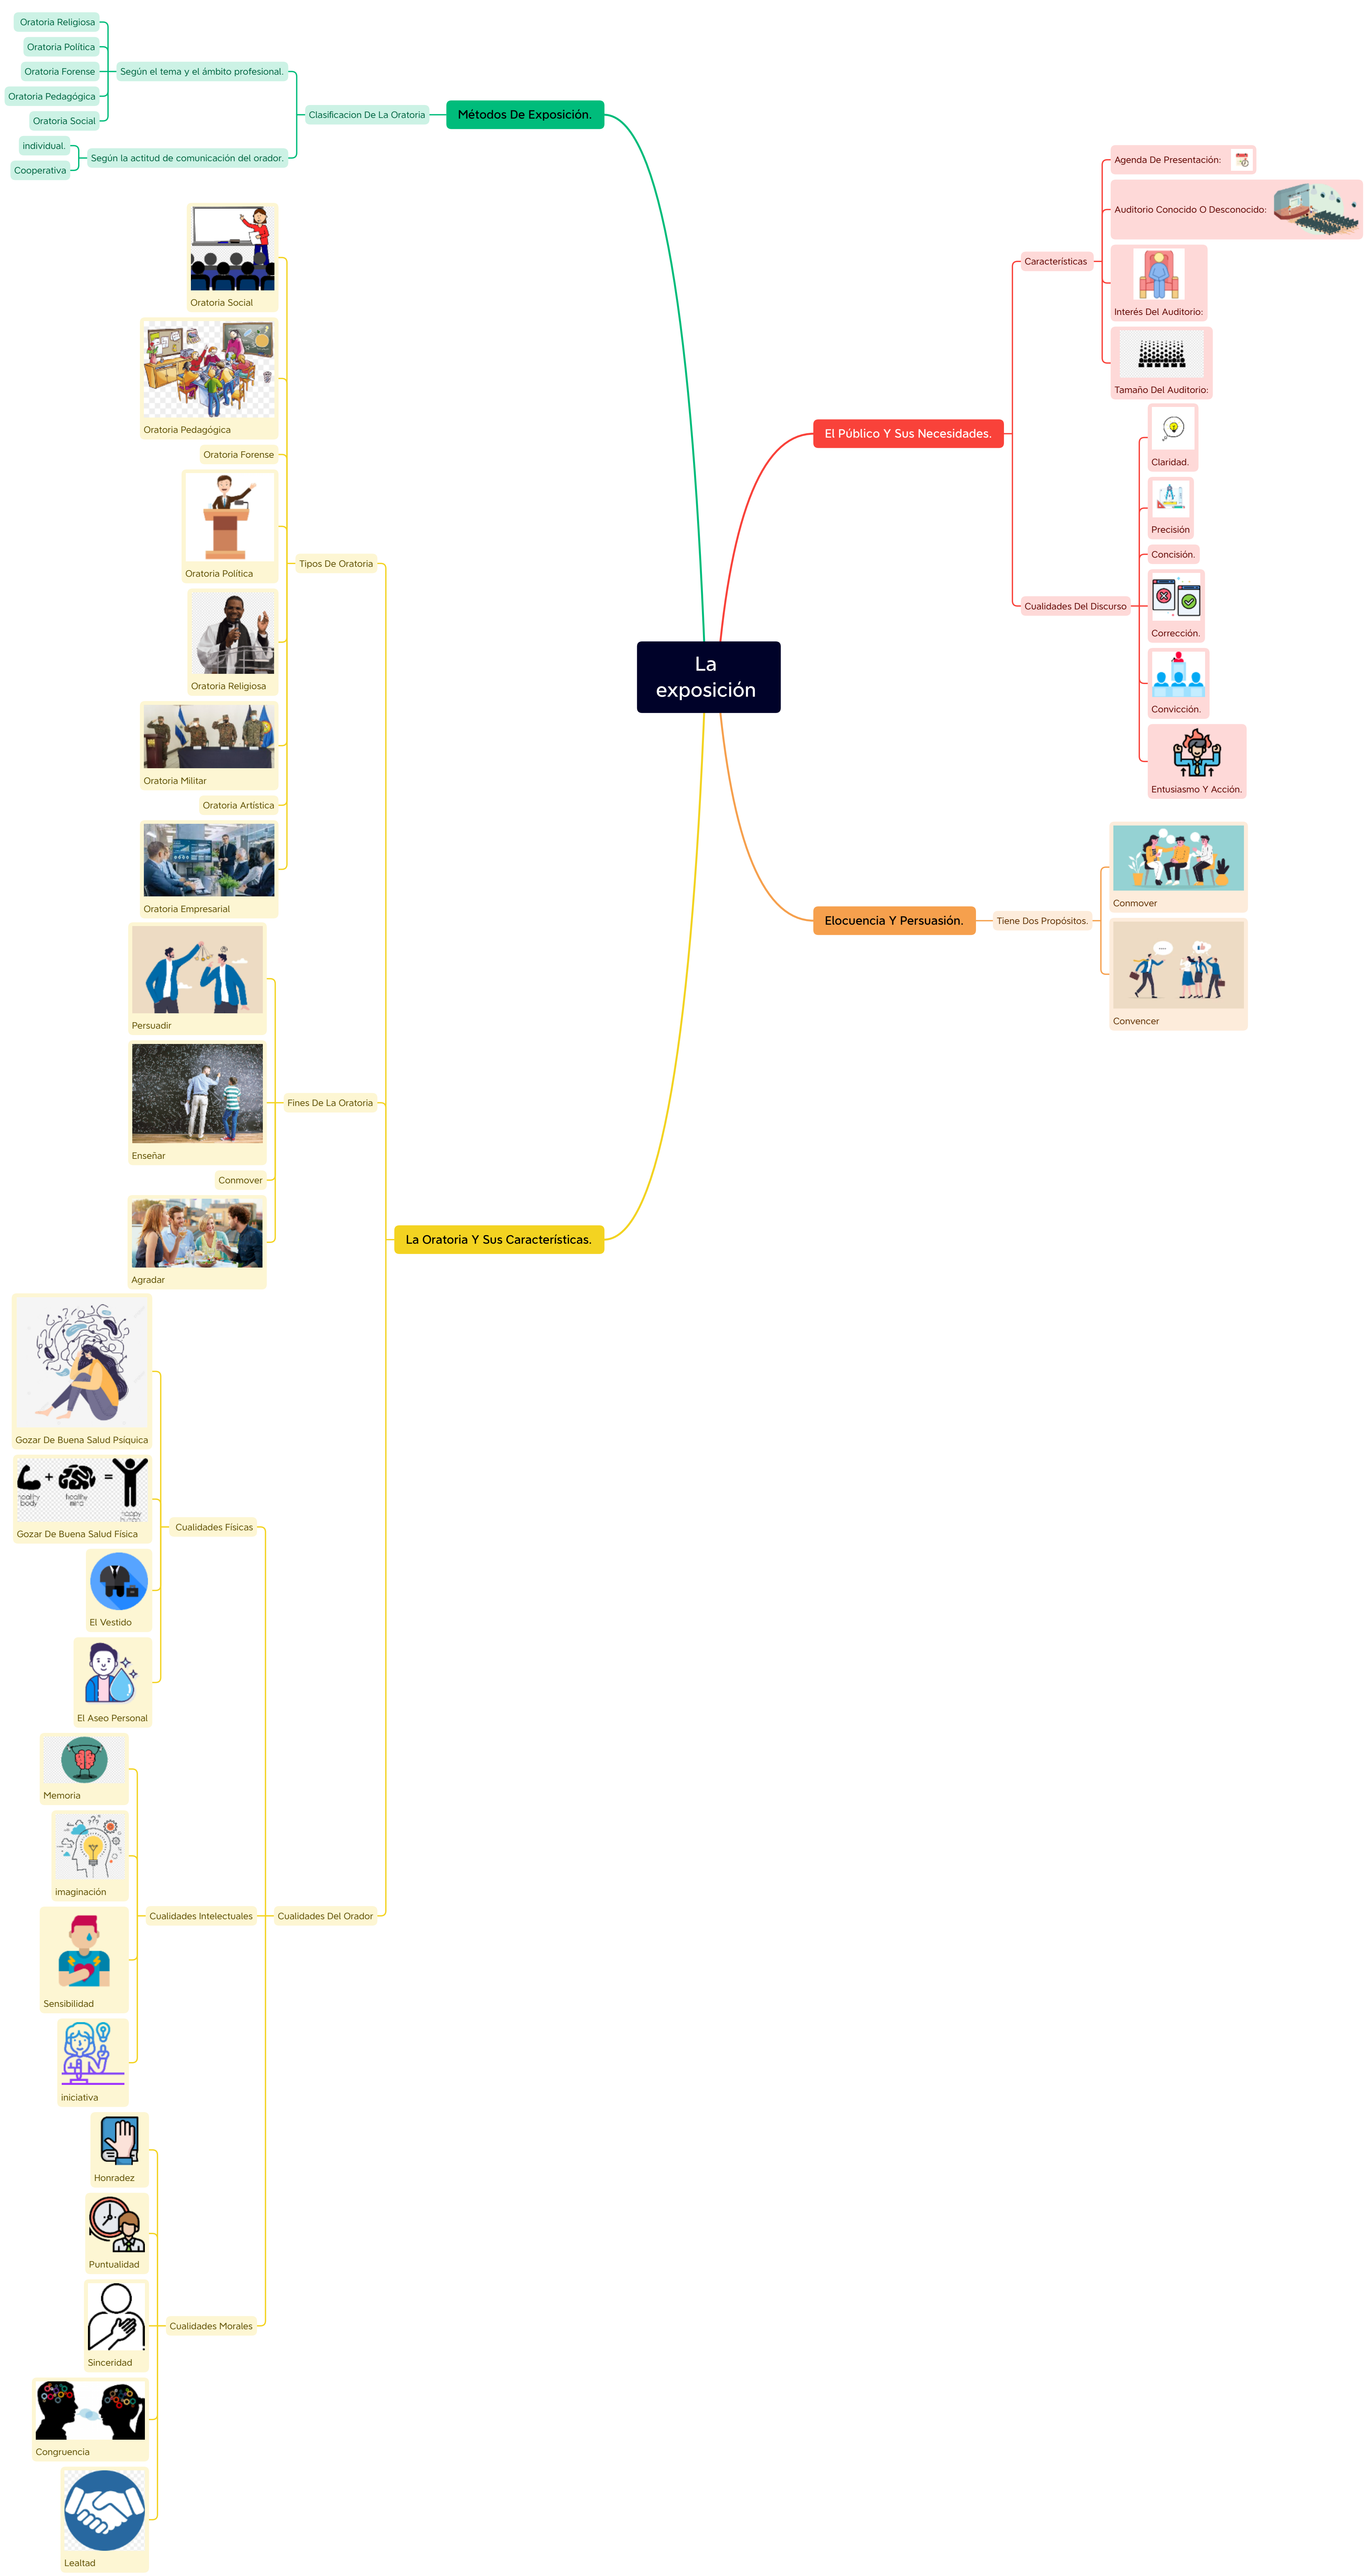 La
exposición
El Público Y Sus Necesidades.
Características
Agenda De Presentación:
Auditorio Conocido O Desconocido:
Interés Del Auditorio:
Tamaño Del Auditorio:
Cualidades Del Discurso
Claridad.
Precisión
Concisión.
Corrección.
Convicción.
Entusiasmo Y Acción.
Elocuencia Y Persuasión.
Tiene Dos Propósitos.
Conmover
Convencer
La Oratoria Y Sus Características.
Tipos De Oratoria
Oratoria Social
Oratoria Pedagógica
Oratoria Forense
Oratoria Política
Oratoria Religiosa
Oratoria Militar
Oratoria Artística
Oratoria Empresarial
Fines De La Oratoria
Persuadir
Enseñar
Conmover
Agradar
Cualidades Del Orador
Cualidades Físicas
Gozar De Buena Salud Psíquica
Gozar De Buena Salud Física
El Vestido
El Aseo Personal
Cualidades Intelectuales
Memoria
imaginación
Sensibilidad
iniciativa
Cualidades Morales
Honradez
Puntualidad
Sinceridad
Congruencia
Lealtad
Métodos De Exposición.
Clasificacion De La Oratoria
Según el tema y el ámbito profesional.
Oratoria Religiosa
Oratoria Política
Oratoria Forense
Oratoria Pedagógica
Oratoria Social
Según la actitud de comunicación del orador.
individual.
Cooperativa